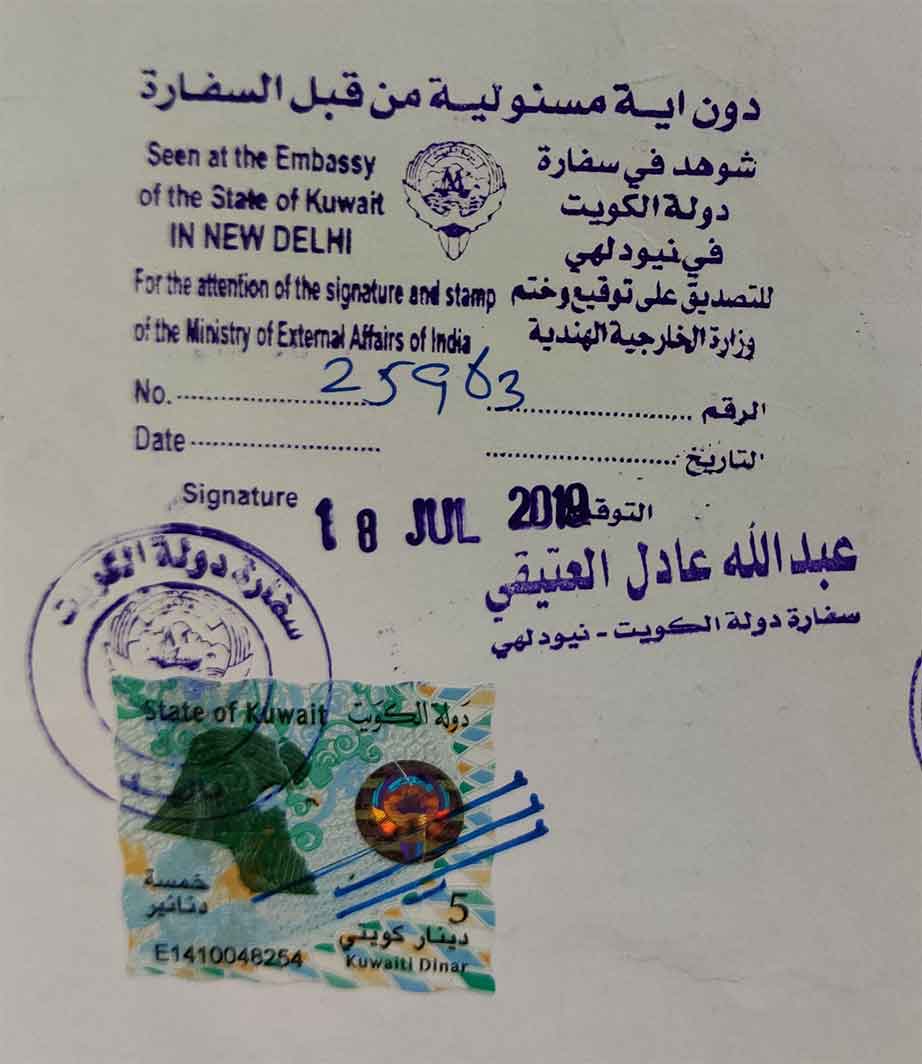 دون اية مسئولية من قبل السفارة
Seen at the Embassy
of the State of Kuwait
IN NEW DELHI
شوهد في سفارة
دولة الكويت
في نيودلهي
For the attention of the signature and stamp
of the Ministry of External Affairs of India
للتصديق على توقيع وختم
وزارة الخارجية الهندية
No. الرقم
Date التاريخ
Signature 18 JUL 2019 التوقيع
عبدالله عادل العتيقي
سفارة دولة الكويت - نيودلهي
سفارة دولة الكويت
State of Kuwait دولة الكويت
خمسة
دنانير
5
دينار كويتي
Kuwaiti Dinar
E1410048254